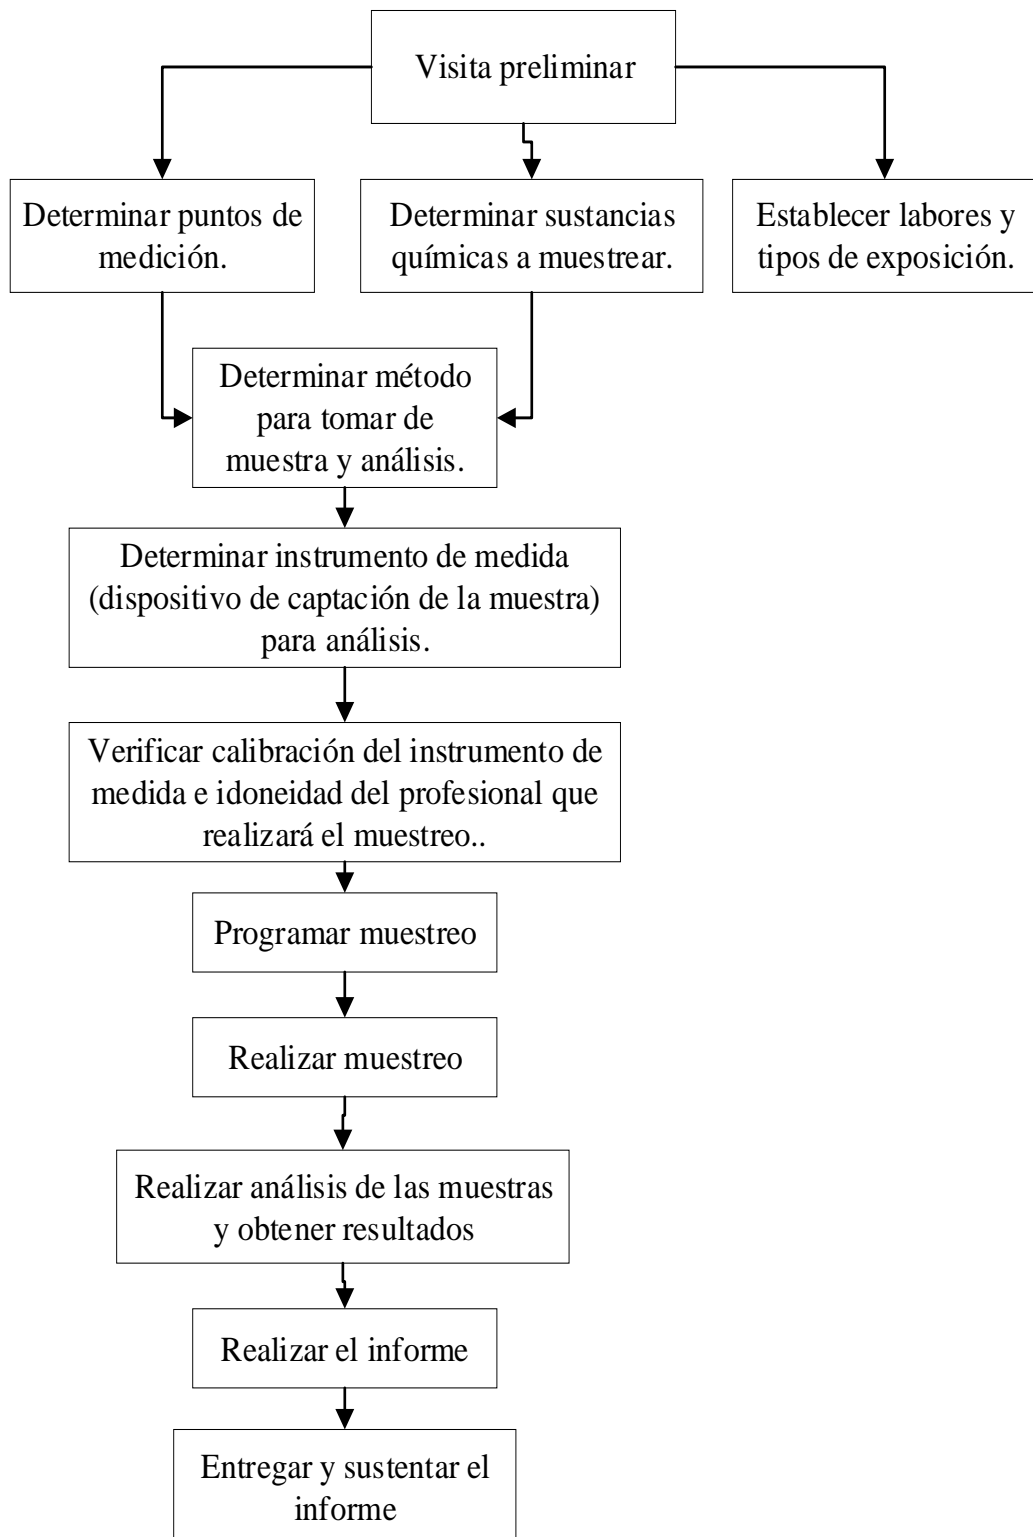 Visita preliminar
Determinar puntos de
medición.
Determinar sustancias
químicas a muestrear.
Establecer labores y
tipos de exposición.
Determinar método
para tomar de
muestra y análisis.
Determinar instrumento de medida
(dispositivo de captación de la muestra)
para análisis.
Verificar calibración del instrumento de
medida e idoneidad del profesional que
realizará el muestreo..
Programar muestreo
Realizar muestreo
Realizar análisis de las muestras
y obtener resultados
Realizar el informe
Entregar y sustentar el
informe